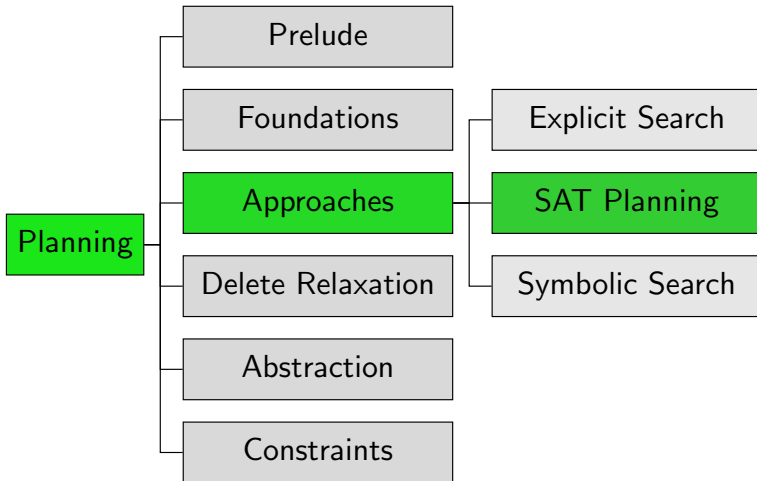 Planning
Prelude
Foundations
Approaches
Delete Relaxation
Abstraction
Constraints
Explicit Search
SAT Planning
Symbolic Search